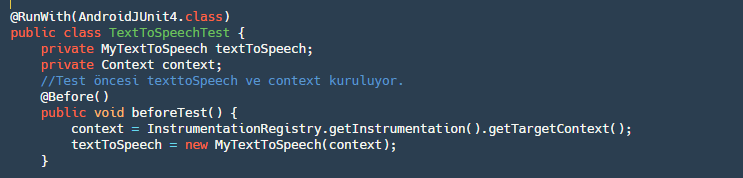 @RunWith(AndroidJUnit4.class)
public class TextToSpeechTest {
    private MyTextToSpeech textToSpeech;
    private Context context;
    //Test öncesi texttoSpeech ve context kuruluyor.
    @Before()
    public void beforeTest() {
        context = InstrumentationRegistry.getInstrumentation().getTargetContext();
        textToSpeech = new MyTextToSpeech(context);
    }